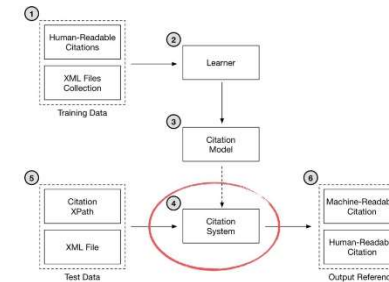 1
Human-Readable
Citations
XML Files
Collection
Training Data
2
Learner
3
Citation
Model
5
Citation
XPath
XML File
Test Data
4
Citation
System
6
Machine-Readab
Citation
Human-Readab
Citation
Output Referenc